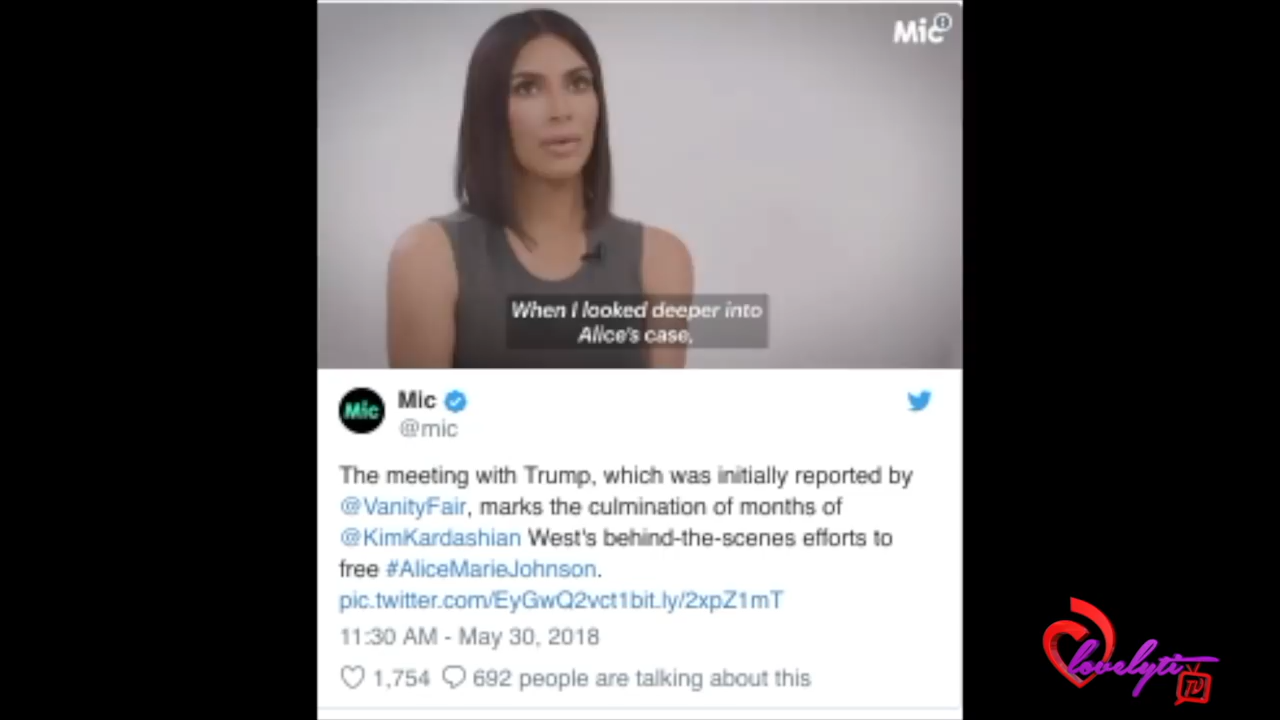 Mic
When I looked deeper into
Alice's case,
Mic
Mic
@mic
The meeting with Trump, which was initially reported by
@VanityFair, marks the culmination of months of
@KimKardashian West's behind-the-scenes efforts to
free #AliceMarieJohnson.
pic.twitter.com/EyGwQ2vct1bit.ly/2xpZ1mT
11:30 AM - May 30, 2018
1,754 692 people are talking about this
lovelyti
TV